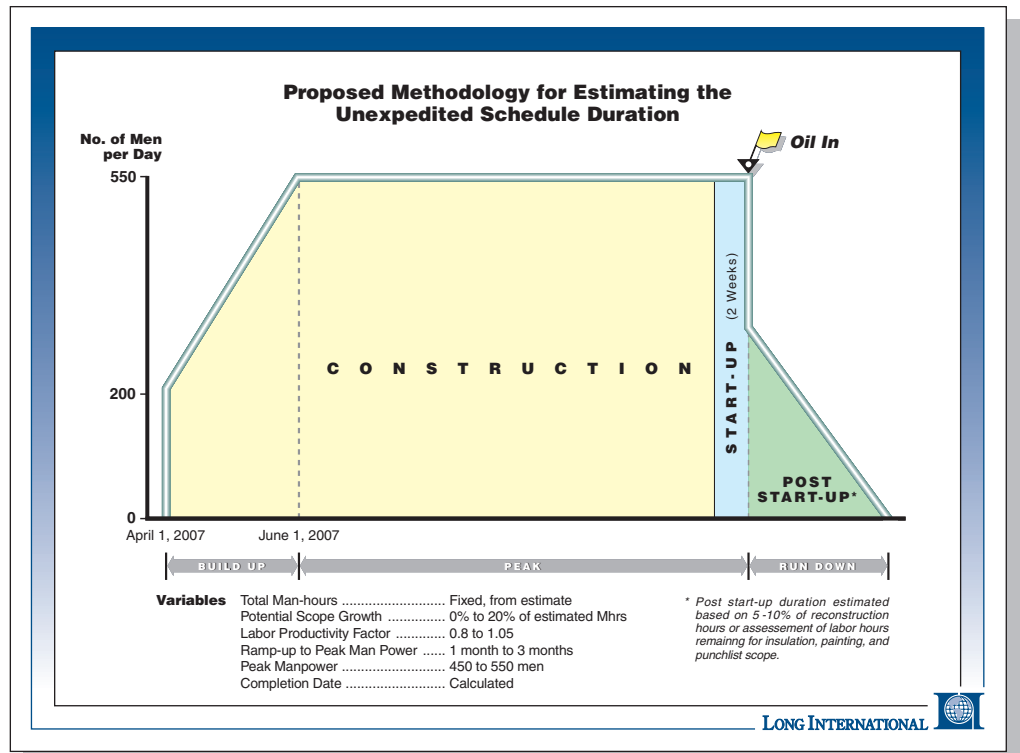 Proposed Methodology for Estimating the
Unexpedited Schedule Duration
No. of Men
per Day
Oil In
550
200
0
CONSTRUCTION
START-UP (2 Weeks)
POST
START-UP*
April 1, 2007
June 1, 2007
BUILD UP
PEAK
RUN DOWN
Variables
Total Man-hours .......................... Fixed, from estimate
Potential Scope Growth ............... 0% to 20% of estimated Mhrs
Labor Productivity Factor ............. 0.8 to 1.05
Ramp-up to Peak Man Power ...... 1 month to 3 months
Peak Manpower .......................... 450 to 550 men
Completion Date ......................... Calculated
* Post start-up duration estimated
based on 5 -10% of reconstruction
hours or assessement of labor hours
remainng for insulation, painting, and
punchlist scope.
LONG INTERNATIONAL